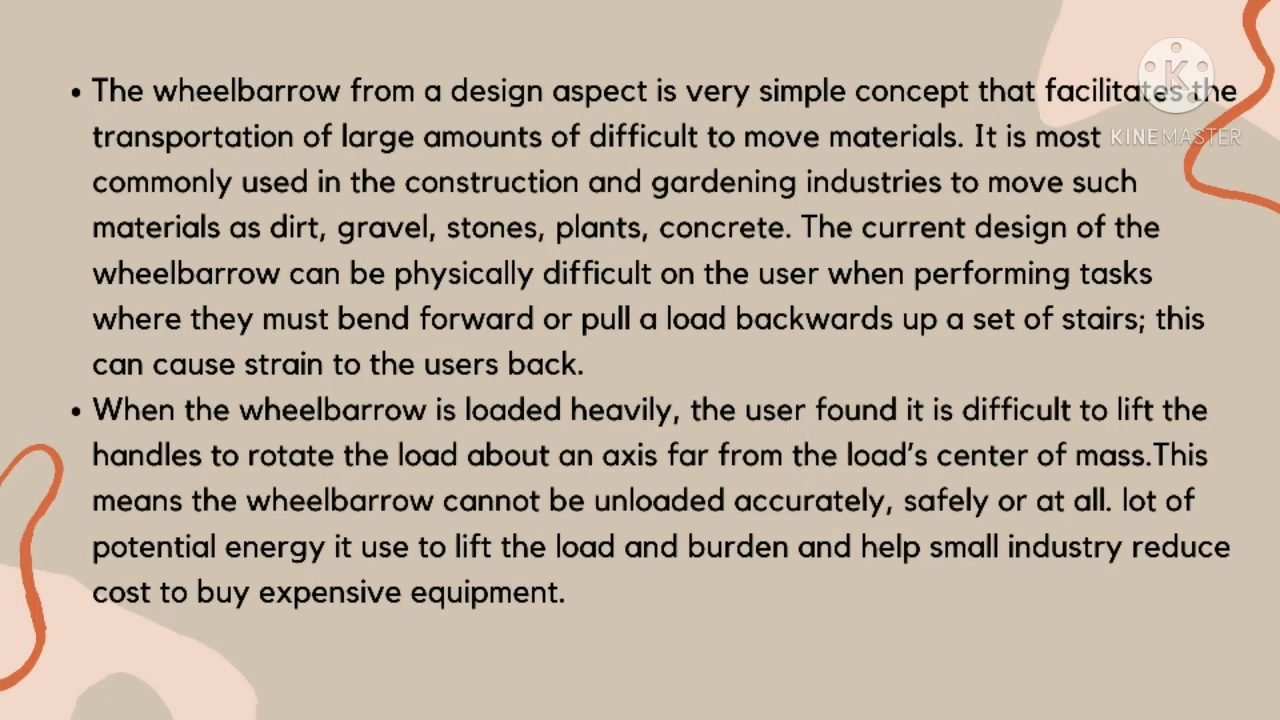 • The wheelbarrow from a design aspect is very simple concept that facilitates the
transportation of large amounts of difficult to move materials. It is most
KINEMASTER
commonly used in the construction and gardening industries to move such
materials as dirt, gravel, stones, plants, concrete. The current design of the
wheelbarrow can be physically difficult on the user when performing tasks
where they must bend forward or pull a load backwards up a set of stairs; this
can cause strain to the users back.
• When the wheelbarrow is loaded heavily, the user found it is difficult to lift the
handles to rotate the load about an axis far from the load’s center of mass.This
means the wheelbarrow cannot be unloaded accurately, safely or at all. lot of
potential energy it use to lift the load and burden and help small industry reduce
cost to buy expensive equipment.